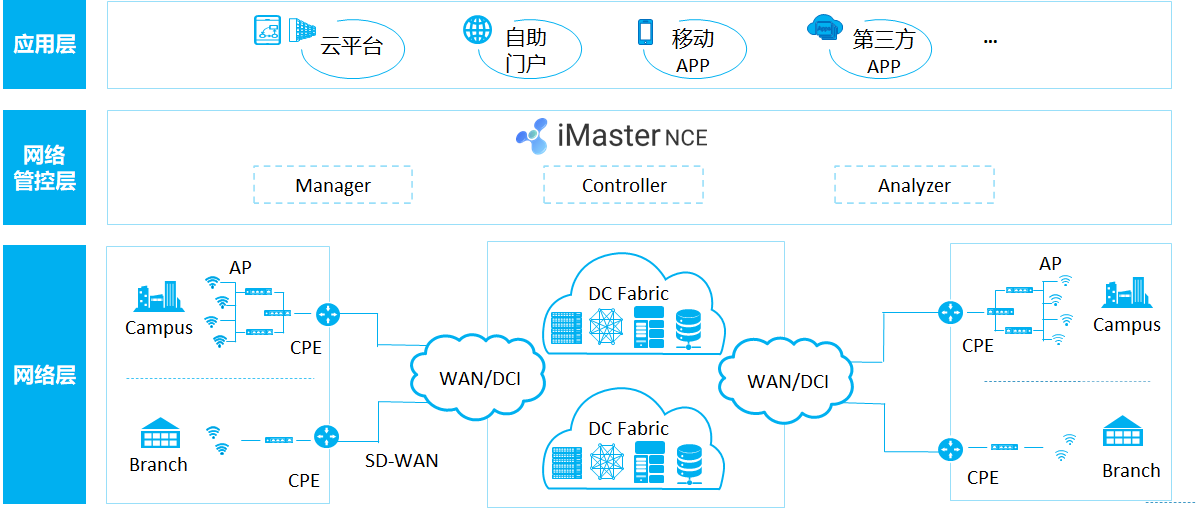 应用层
云平台
自助
门户
移动
APP
Apps
第三方
APP
...
网络
管控层
iMaster NCE
Manager
Controller
Analyzer
网络层
AP
Campus
CPE
Branch
CPE
SD-WAN
WAN/DCI
DC Fabric
DC Fabric
WAN/DCI
AP
Campus
CPE
Branch
CPE